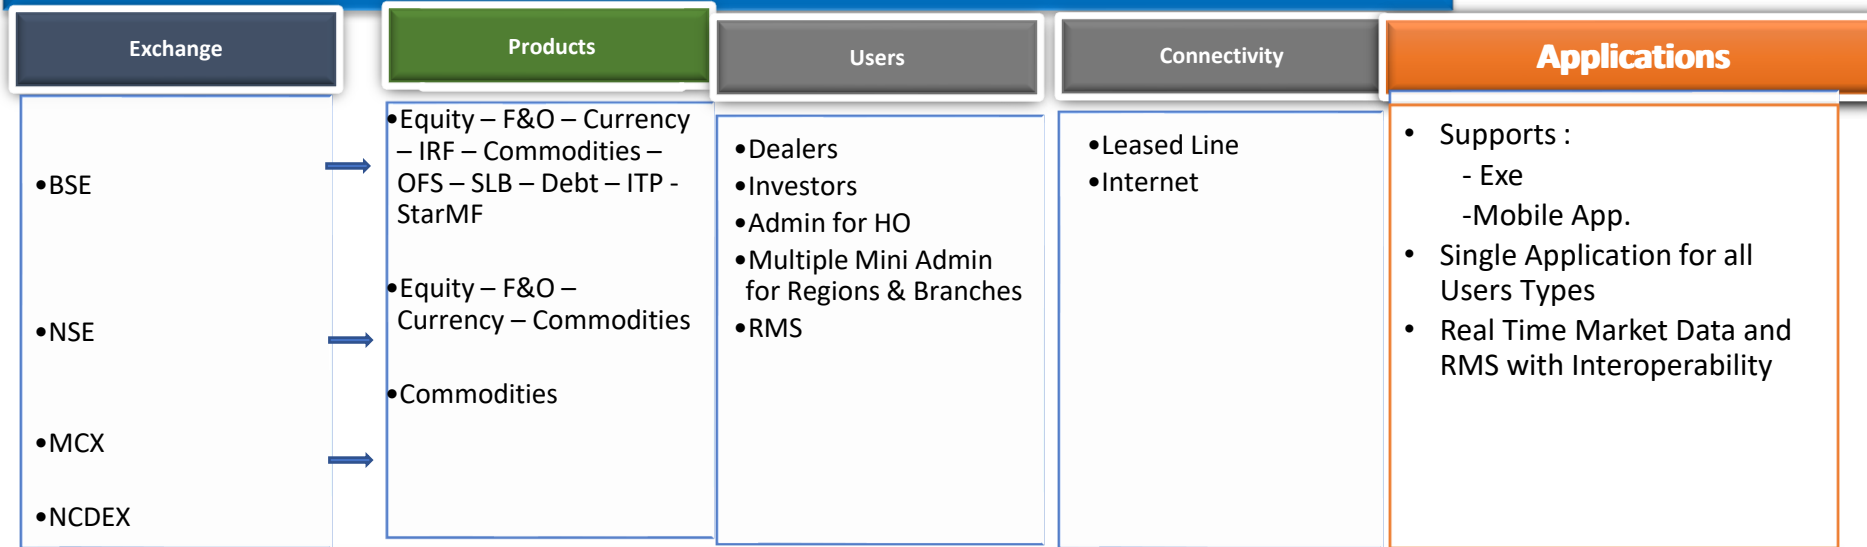 Exchange
•BSE
•NSE
•MCX
•NCDEX
Products
•Equity – F&O – Currency
– IRF – Commodities –
OFS – SLB – Debt – ITP -
StarMF
•Equity – F&O –
Currency – Commodities
•Commodities
Users
•Dealers
•Investors
•Admin for HO
•Multiple Mini Admin
for Regions & Branches
•RMS
Connectivity
•Leased Line
•Internet
Applications
• Supports :
- Exe
-Mobile App.
• Single Application for all
Users Types
• Real Time Market Data and
RMS with Interoperability